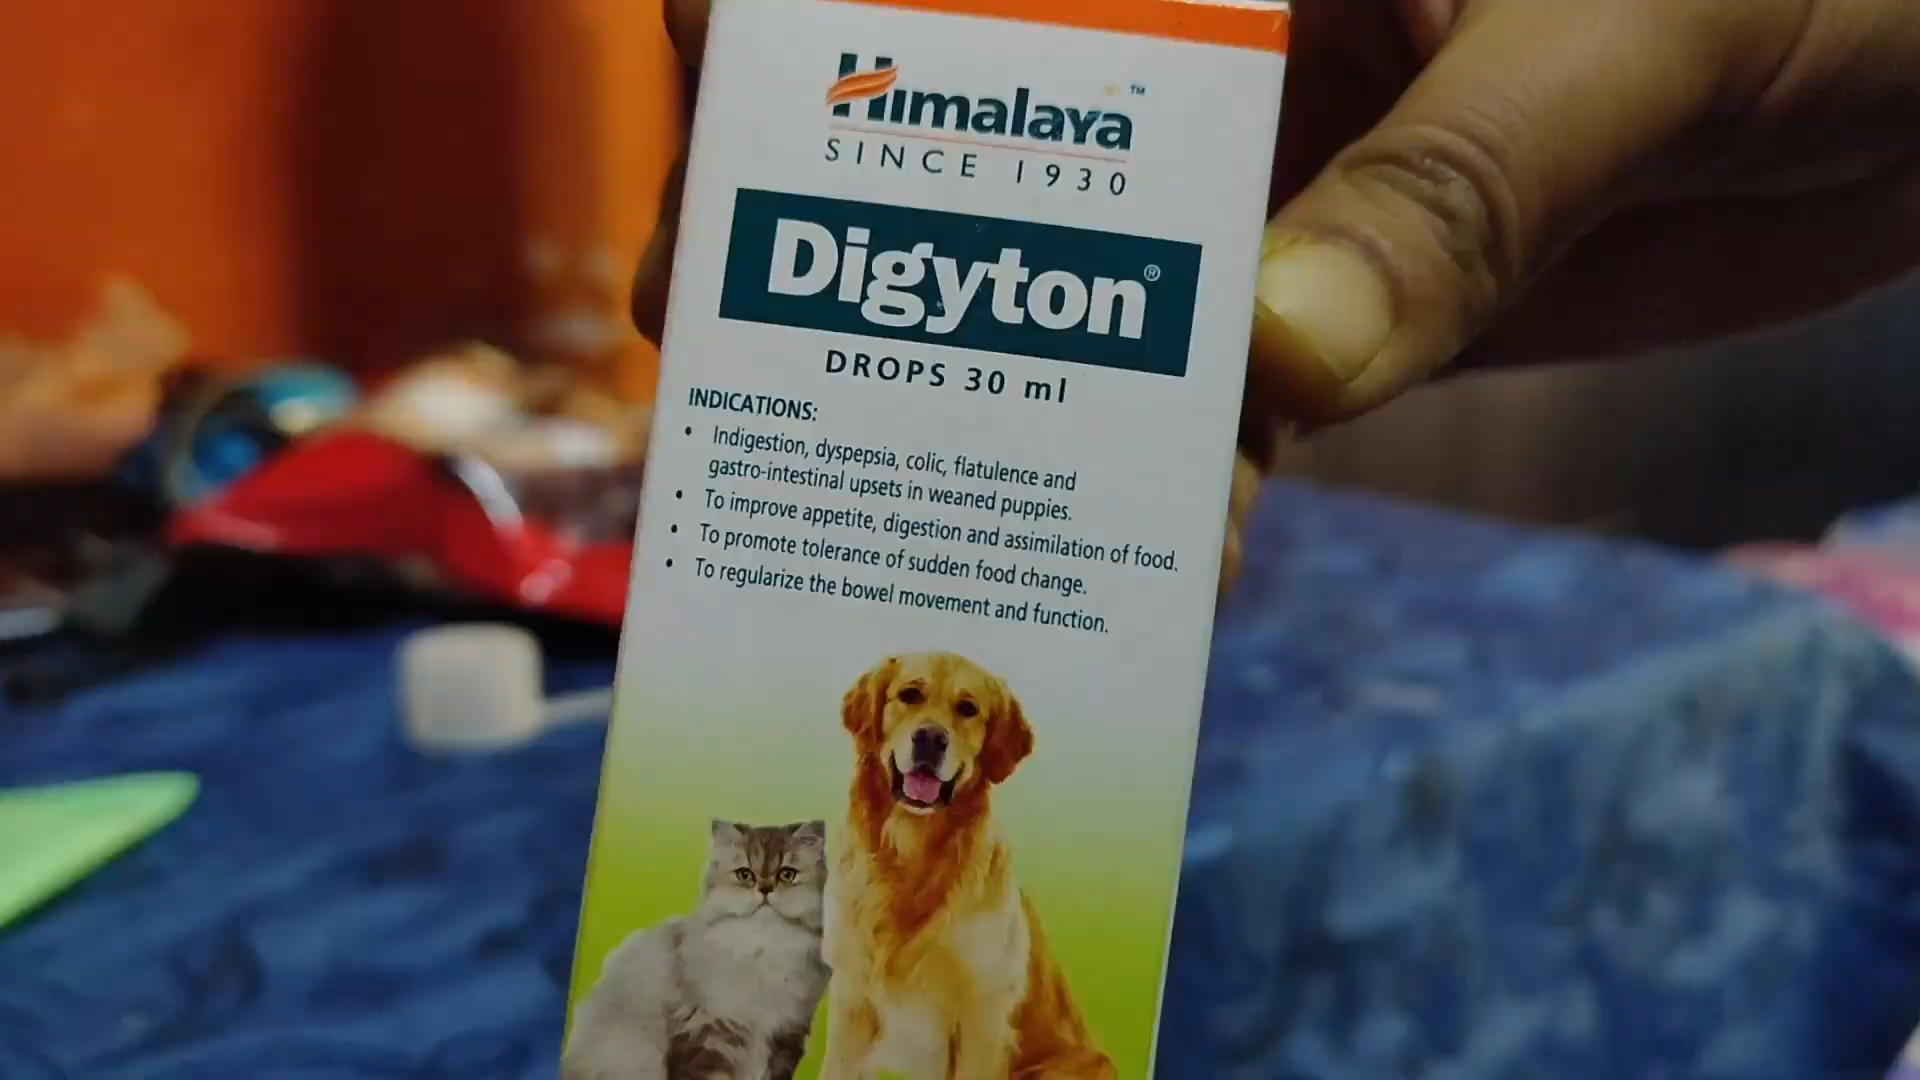 Himalaya™
SINCE 1930
Digyton®
DROPS 30 ml
INDICATIONS:
• Indigestion, dyspepsia, colic, flatulence and
gastro-intestinal upsets in weaned puppies.
• To improve appetite, digestion and assimilation of food.
• To promote tolerance of sudden food change.
• To regularize the bowel movement and function.